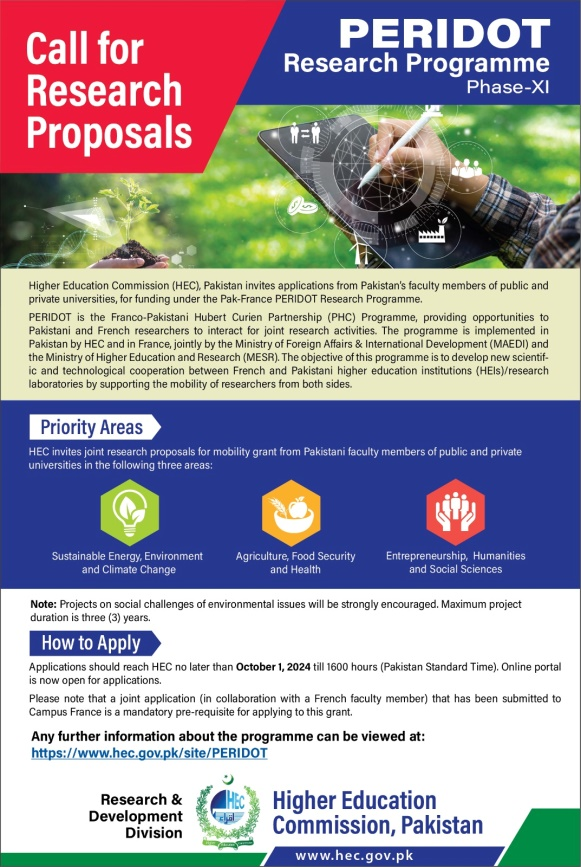 Call for
Research
Proposals
PERIDOT
Research Programme
Phase-XI
Higher Education Commission (HEC), Pakistan invites applications from Pakistan's faculty members of public and
private universities, for funding under the Pak-France PERIDOT Research Programme.
PERIDOT is the Franco-Pakistani Hubert Curien Partnership (PHC) Programme, providing opportunities to
Pakistani and French researchers to interact for joint research activities. The programme is implemented in
Pakistan by HEC and in France, jointly by the Ministry of Foreign Affairs & International Development (MAEDI) and
the Ministry of Higher Education and Research (MESR). The objective of this programme is to develop new scientif-
ic and technological cooperation between French and Pakistani higher education institutions (HEIs)/research
laboratories by supporting the mobility of researchers from both sides.
Priority Areas
HEC invites joint research proposals for mobility grant from Pakistani faculty members of public and private
universities in the following three areas:
Sustainable Energy, Environment
and Climate Change
Agriculture, Food Security
and Health
Entrepreneurship, Humanities
and Social Sciences
Note: Projects on social challenges of environmental issues will be strongly encouraged. Maximum project
duration is three (3) years.
How to Apply
Applications should reach HEC no later than October 1, 2024 till 1600 hours (Pakistan Standard Time). Online portal
is now open for applications.
Please note that a joint application (in collaboration with a French faculty member) that has been submitted to
Campus France is a mandatory pre-requisite for applying to this grant.
Any further information about the programme can be viewed at:
https://www.hec.gov.pk/site/PERIDOT
Research &
Development
Division
HEC
Higher Education
Commission, Pakistan
www.hec.gov.pk